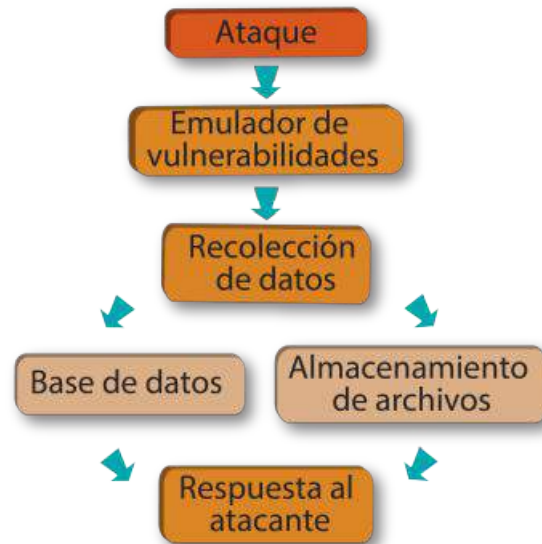 Ataque
Emulador de
vulnerabilidades
Recolección
de datos
Base de datos
Almacenamiento
de archivos
Respuesta al
atacante